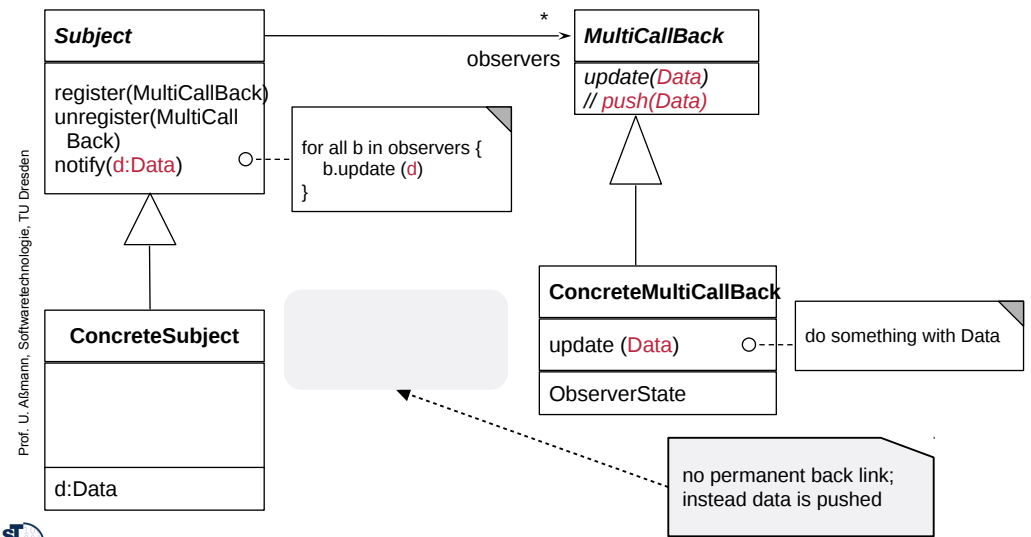 Subject
*
observers
MultiCallBack
update(Data)
// push(Data)
register(MultiCallBack)
unregister(MultiCall
Back)
notify(d:Data)
for all b in observers {
b.update (d)
}
Prof. U. Aßmann, Softwaretechnologie, TU Dresden
ConcreteSubject
d:Data
ConcreteMultiCallBack
update (Data)
ObserverState
do something with Data
no permanent back link;
instead data is pushed
ST